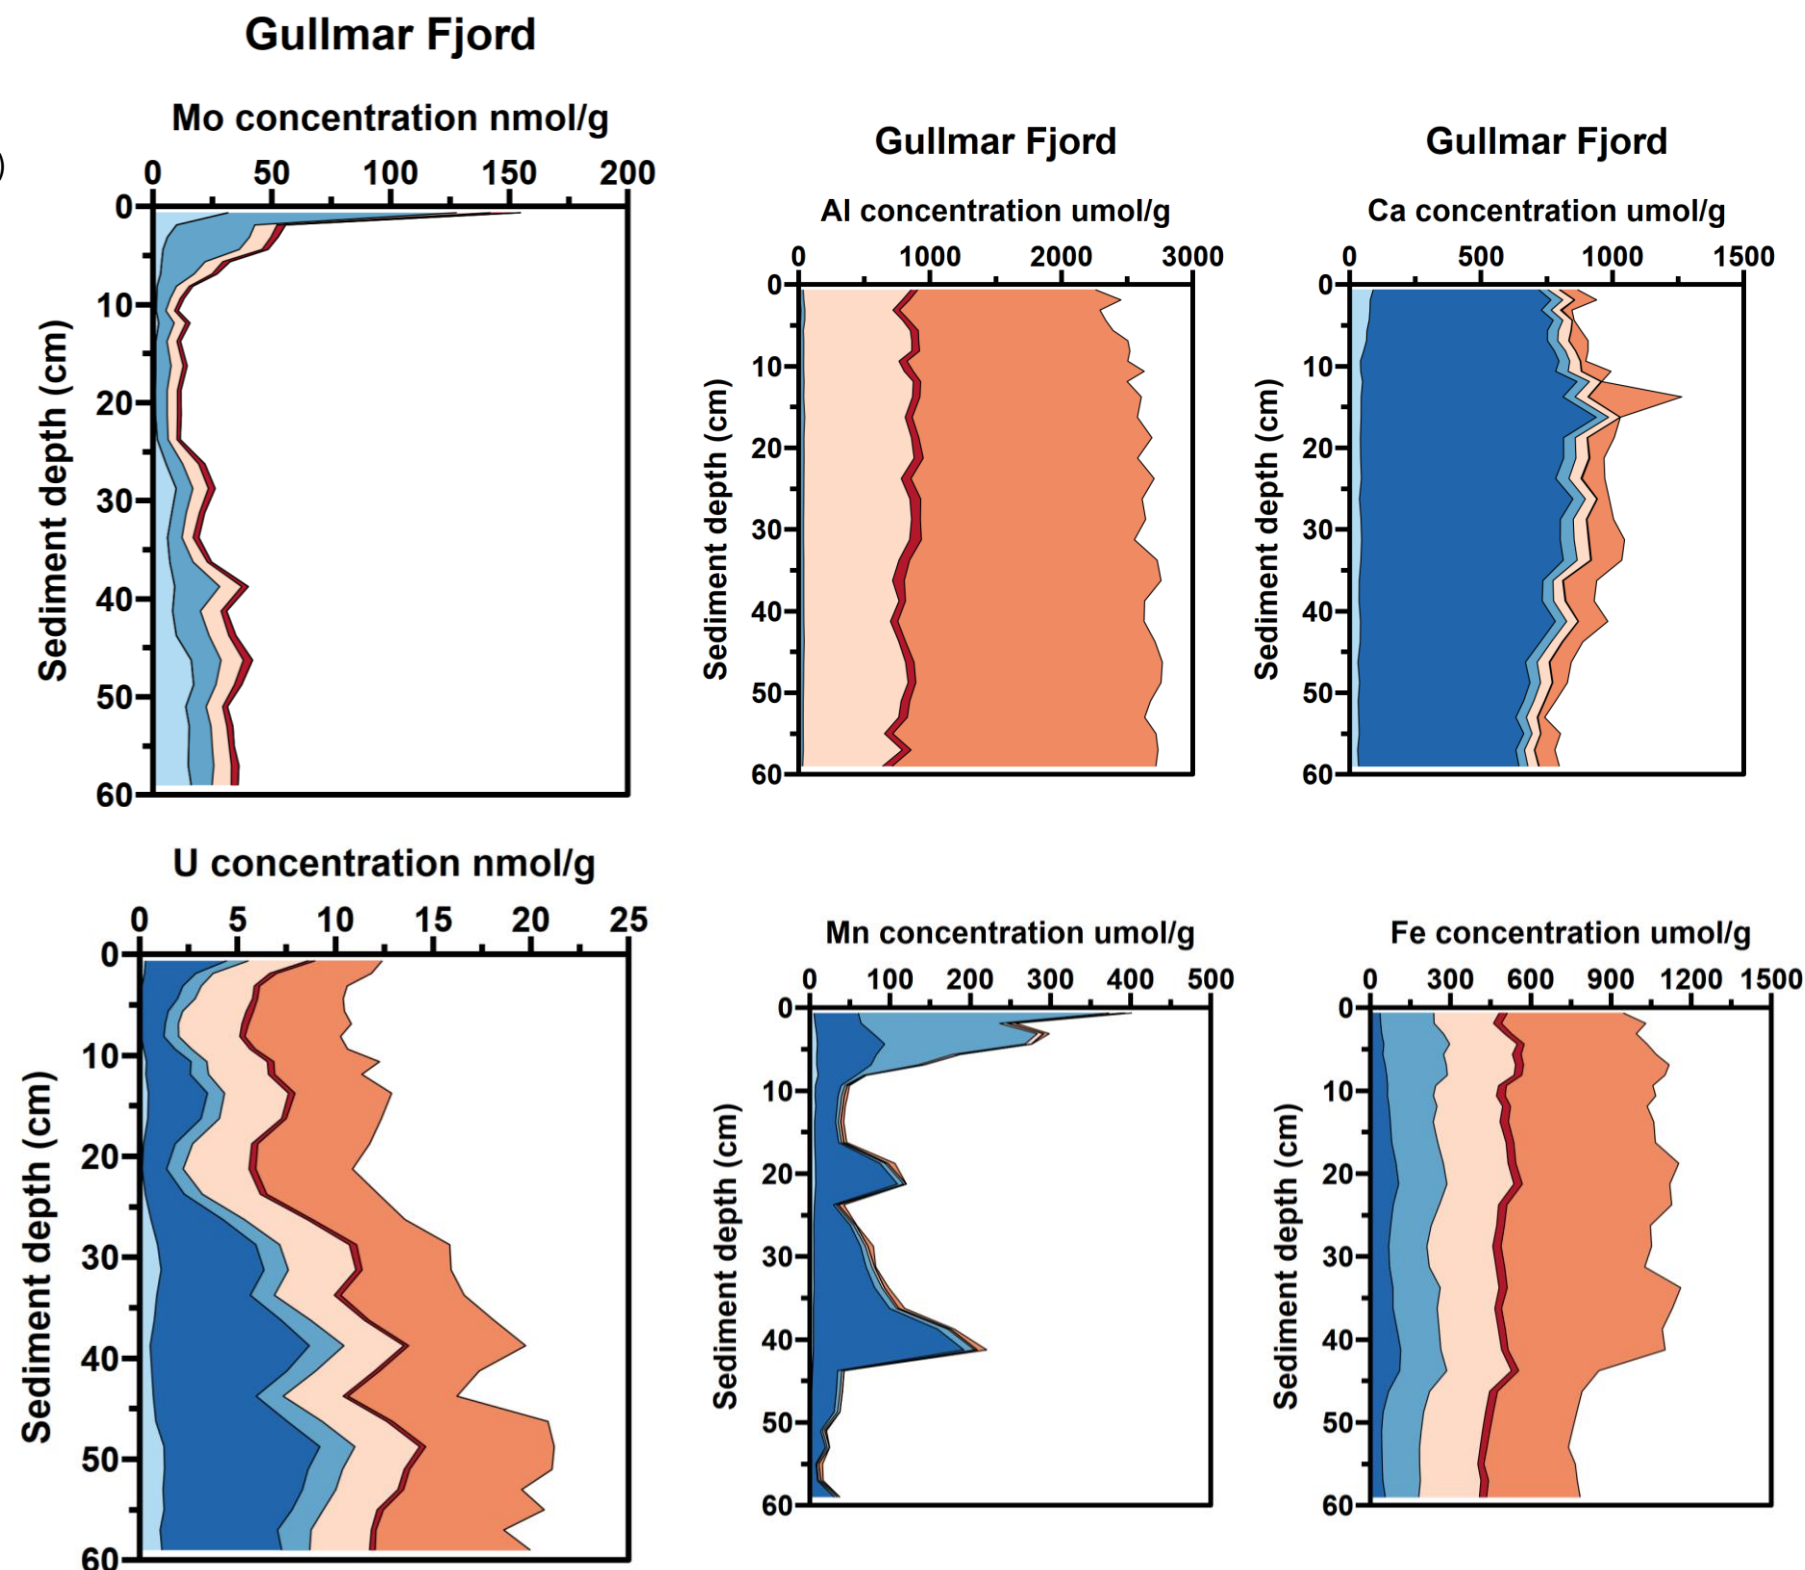 Gullmar Fjord
Mo concentration nmol/g
)
0 50 100 150 200
0
10
20
30
40
50
60
Sediment depth (cm)
Gullmar Fjord
Al concentration umol/g
0 1000 2000 3000
0
10
20
30
40
50
60
Sediment depth (cm)
Gullmar Fjord
Ca concentration umol/g
0 500 1000 1500
0
10
20
30
40
50
60
Sediment depth (cm)
U concentration nmol/g
0 5 10 15 20 25
0
10
20
30
40
50
60
Sediment depth (cm)
Mn concentration umol/g
0 100 200 300 400 500
0
10
20
30
40
50
60
Sediment depth (cm)
Fe concentration umol/g
0 300 600 900 1200 1500
0
10
20
30
40
50
60
Sediment depth (cm)